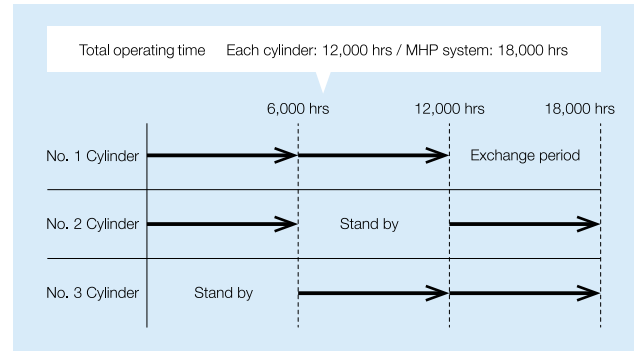 Total operating time Each cylinder: 12,000 hrs / MHP system: 18,000 hrs
6,000 hrs 12,000 hrs 18,000 hrs
No. 1 Cylinder Exchange period
No. 2 Cylinder Stand by
No. 3 Cylinder Stand by